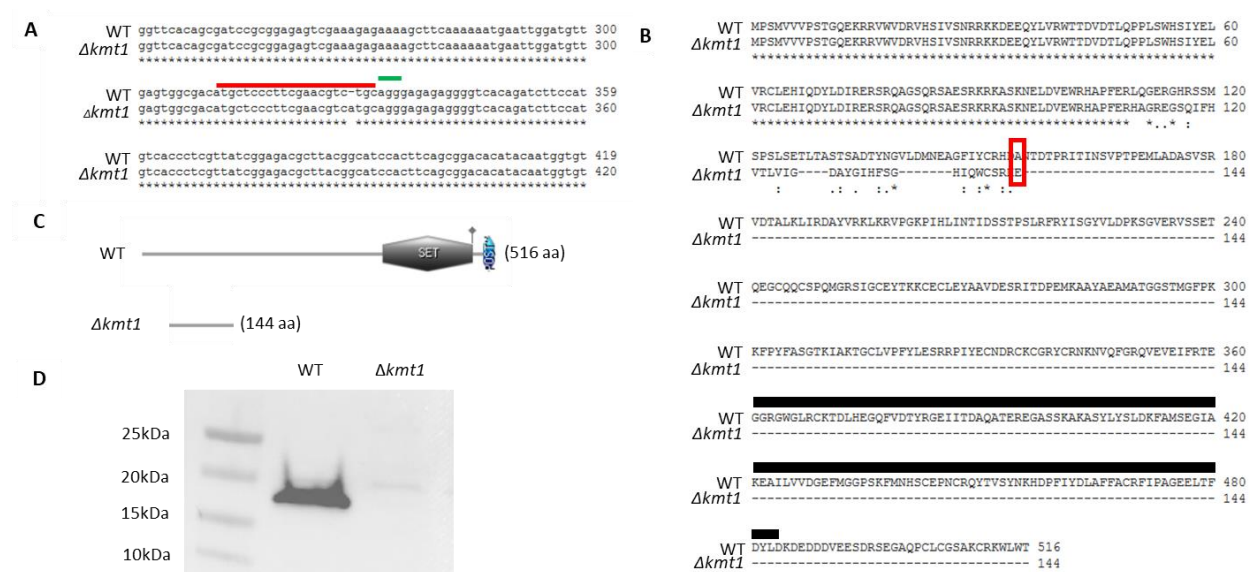 A
WT ggttcacagcgatccgcggagagtcgaaagagaaaagcttcaaaaaatgaattggatgtt 300
Δkmt1 ggttcacagcgatccgcggagagtcgaaagagaaaagcttcaaaaaatgaattggatgtt 300
************************************************************
WT gagtggcgacatgctcccttcgaacgtc-tgcagggagagaggggtcacagatcttccat 359
Δkmt1 gagtggcgacatgctcccttcgaacgtcatgcagggagagaggggtcacagatcttccat 360
**************************** *******************************
WT gtcaccctcgttatcggagacgcttacggcatccacttcagcggacacatacaatggtgt 419
Δkmt1 gtcaccctcgttatcggagacgcttacggcatccacttcagcggacacatacaatggtgt 420
************************************************************
B
WT MPSMVVVPSTGQEKRRVWVDRVHSIVSNRRKKDEEQYLVRWTTDVDTLQPPLSWHSIYEL 60
Δkmt1 MPSMVVVPSTGQEKRRVWVDRVHSIVSNRRKKDEEQYLVRWTTDVDTLQPPLSWHSIYEL 60
************************************************************
WT VRCLEHIQDYLDIRERSRQAGSQRSAESRKRKASKNELDVEWRHAPFERLQGERGHRSSM 120
Δkmt1 VRCLEHIQDYLDIRERSRQAGSQRSAESRKRKASKNELDVEWRHAPFERHAGREGSQIFH 120
************************************************* *..* :
WT SPSLSETLTASTSADTYNGVLDMNEAGFIYCRHDANTDTPRITINSVPTPEMLADASVSR 180
Δkmt1 VTLVIG----DAYGIHFSG-------HIQWCSRPE------------------------- 144
: .: . :.* : :* :.
WT VDTALKLIRDAYVRKLKRVPGKPIHLINTIDSSTPSLRFRYISGYVLDPKSGVERVSSET 240
Δkmt1 ------------------------------------------------------------ 144
WT QEGCQQCSPQMGRSIGCEYTKKCECLEYAAVDESRITDPEMKAAYAEAMATGGSTMGFPK 300
Δkmt1 ------------------------------------------------------------ 144
WT KFPYFASGTKIAKTGCLVPFYLESRRPIYECNDRCKCGRYCRNKNVQFGRQVEVEIFRTE 360
Δkmt1 ------------------------------------------------------------ 144
WT GGRGWGLRCKTDLHEGQFVDTYRGEIITDAQATEREGASSKAKASYLYSLDKFAMSEGIA 420
Δkmt1 ------------------------------------------------------------ 144
WT KEAILVVDGEFMGGPSKFMNHSCEPNCRQYTVSYNKHDPFIYDLAFFACRFIPAGEELTF 480
Δkmt1 ------------------------------------------------------------ 144
WT DYLDKDEDDDVEESDRSEGAQPCLCGSAKCRKWLWT 516
Δkmt1 ------------------------------------ 144
C
WT SET (516 aa)
Δkmt1 (144 aa)
D
WT Δkmt1
25kDa
20kDa
15kDa
10kDa